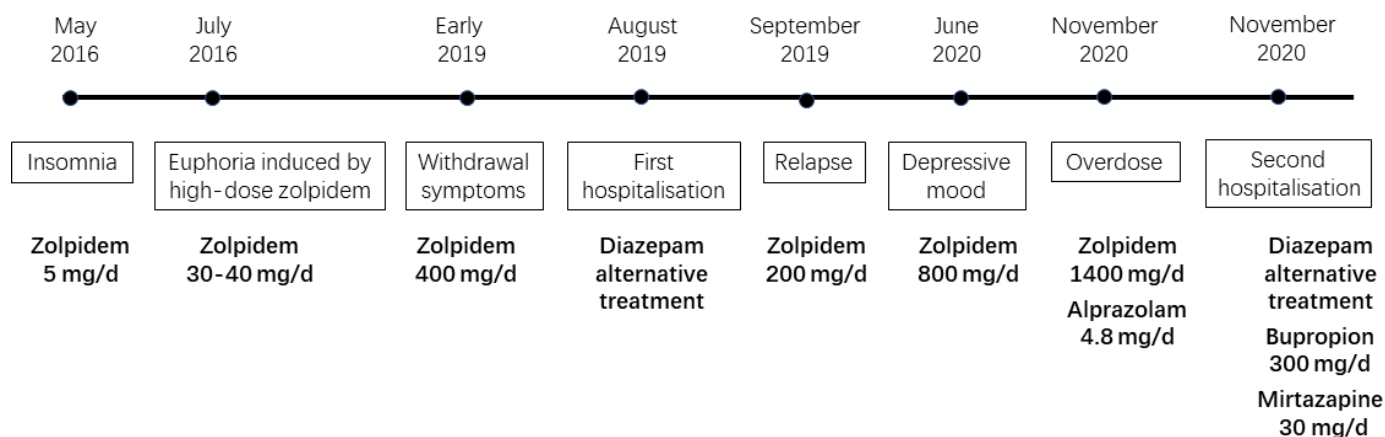 May
2016
July
2016
Early
2019
August
2019
September
2019
June
2020
November
2020
November
2020
Insomnia
Euphoria induced by
high-dose zolpidem
Withdrawal
symptoms
First
hospitalisation
Relapse
Depressive
mood
Overdose
Second
hospitalisation
Zolpidem
5 mg/d
Zolpidem
30-40 mg/d
Zolpidem
400 mg/d
Diazepam
alternative
treatment
Zolpidem
200 mg/d
Zolpidem
800 mg/d
Zolpidem
1400 mg/d
Alprazolam
4.8 mg/d
Diazepam
alternative
treatment
Bupropion
300 mg/d
Mirtazapine
30 mg/d